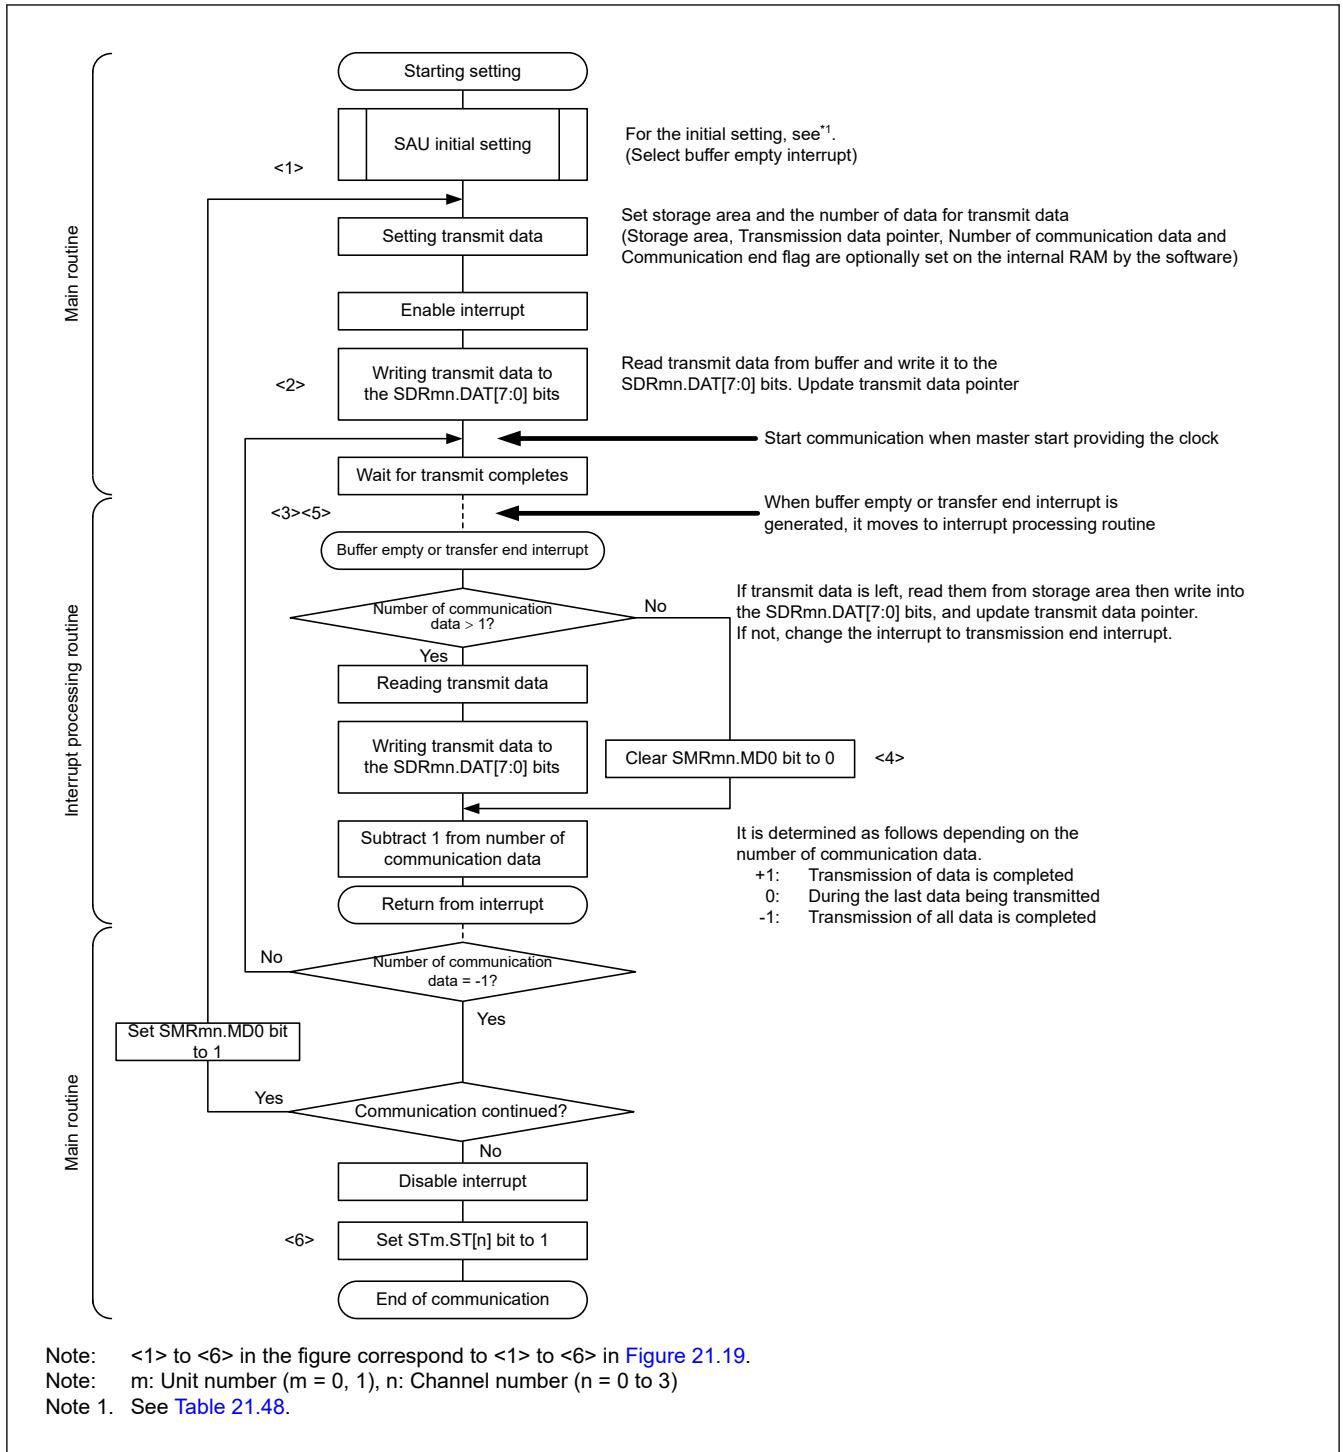 Starting setting
SAU initial setting
For the initial setting, see*1.
(Select buffer empty interrupt)
<1>
Setting transmit data
Set storage area and the number of data for transmit data
(Storage area, Transmission data pointer, Number of communication data and
Communication end flag are optionally set on the internal RAM by the software)
Main routine
Enable interrupt
<2>
Writing transmit data to
the SDRmn.DAT[7:0] bits
Read transmit data from buffer and write it to the
SDRmn.DAT[7:0] bits. Update transmit data pointer
Start communication when master start providing the clock
Wait for transmit completes
<3><5>
When buffer empty or transfer end interrupt is
generated, it moves to interrupt processing routine
Buffer empty or transfer end interrupt
Number of communication
data > 1?
No
If transmit data is left, read them from storage area then write into
the SDRmn.DAT[7:0] bits, and update transmit data pointer.
If not, change the interrupt to transmission end interrupt.
Yes
Reading transmit data
Interrupt processing routine
Writing transmit data to
the SDRmn.DAT[7:0] bits
Clear SMRmn.MD0 bit to 0
<4>
Subtract 1 from number of
communication data
It is determined as follows depending on the
number of communication data.
+1: Transmission of data is completed
0: During the last data being transmitted
-1: Transmission of all data is completed
Return from interrupt
No
Number of communication
data = -1?
Yes
Set SMRmn.MD0 bit
to 1
Main routine
Yes
Communication continued?
No
Disable interrupt
<6>
Set STm.ST[n] bit to 1
End of communication
Note: <1> to <6> in the figure correspond to <1> to <6> in Figure 21.19.
Note: m: Unit number (m = 0, 1), n: Channel number (n = 0 to 3)
Note 1. See Table 21.48.